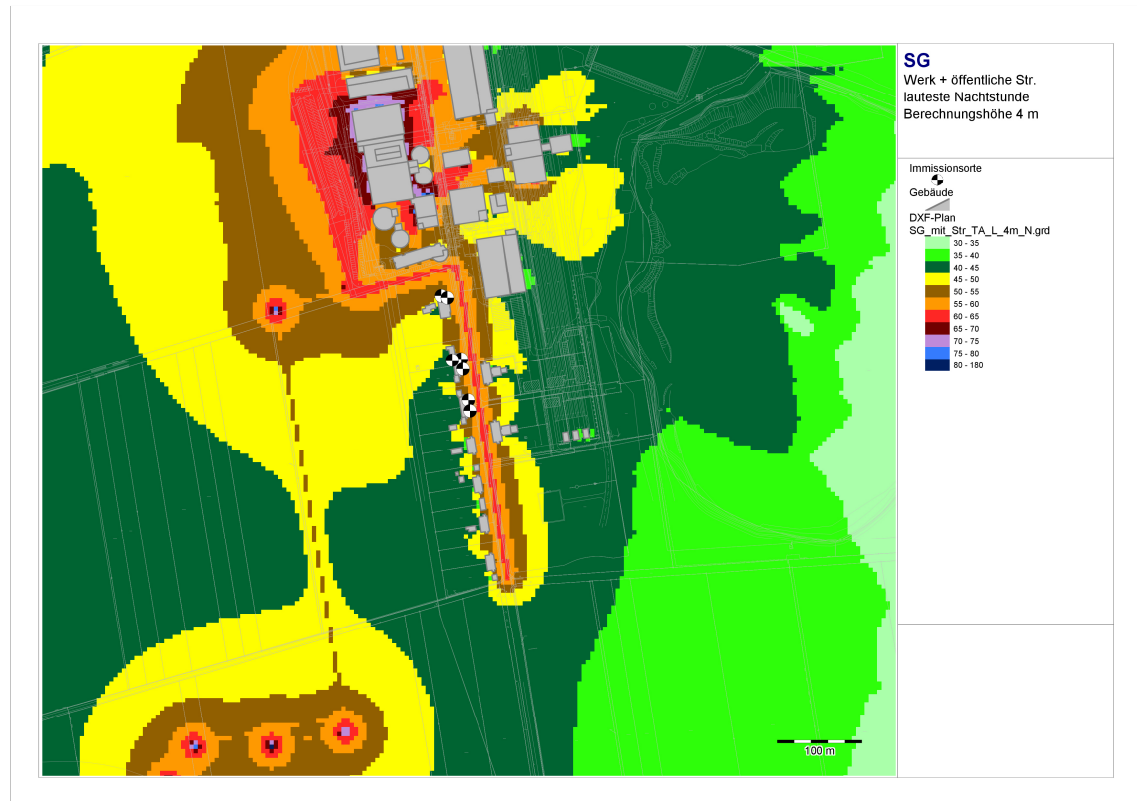 SG
Werk + öffentliche Str.
lauteste Nachtstunde
Berechnungshöhe 4 m
Immissionsorte
Gebäude
DXF-Plan
SG_mit_Str_TA_L_4m_N.grd
30 - 35
35 - 40
40 - 45
45 - 50
50 - 55
55 - 60
60 - 65
65 - 70
70 - 75
75 - 80
80 - 180
100 m